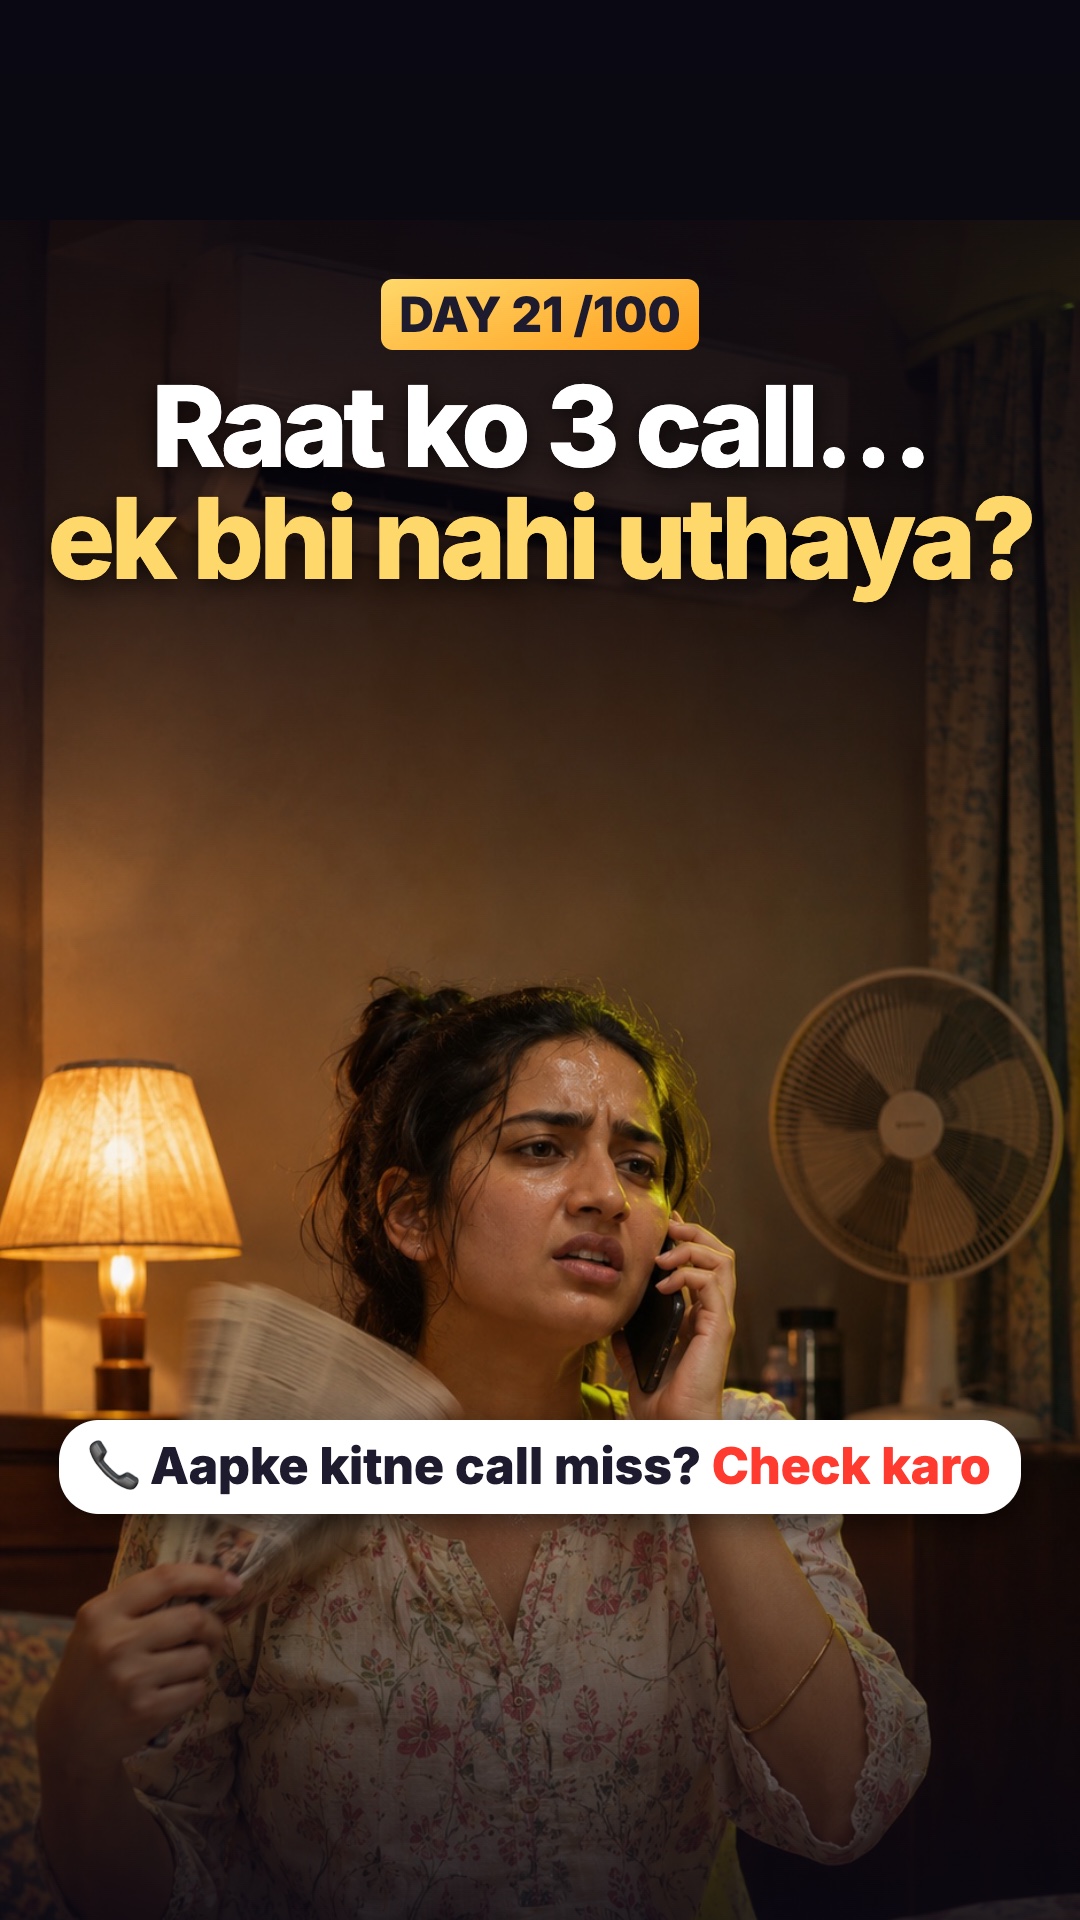 DAY 21 /100
Raat ko 3 call...
ek bhi nahi uthaya?
📞 Aapke kitne call miss? Check karo